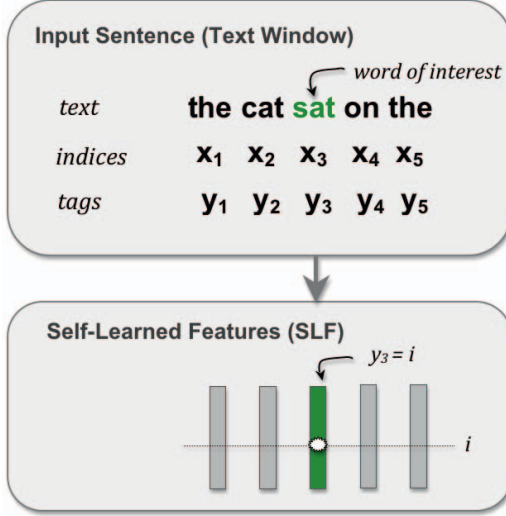 Input Sentence (Text Window)
word of interest
text the cat sat on the
indices x₁ x₂ x₃ x₄ x₅
tags y₁ y₂ y₃ y₄ y₅
Self-Learned Features (SLF)
y₃ = i
i